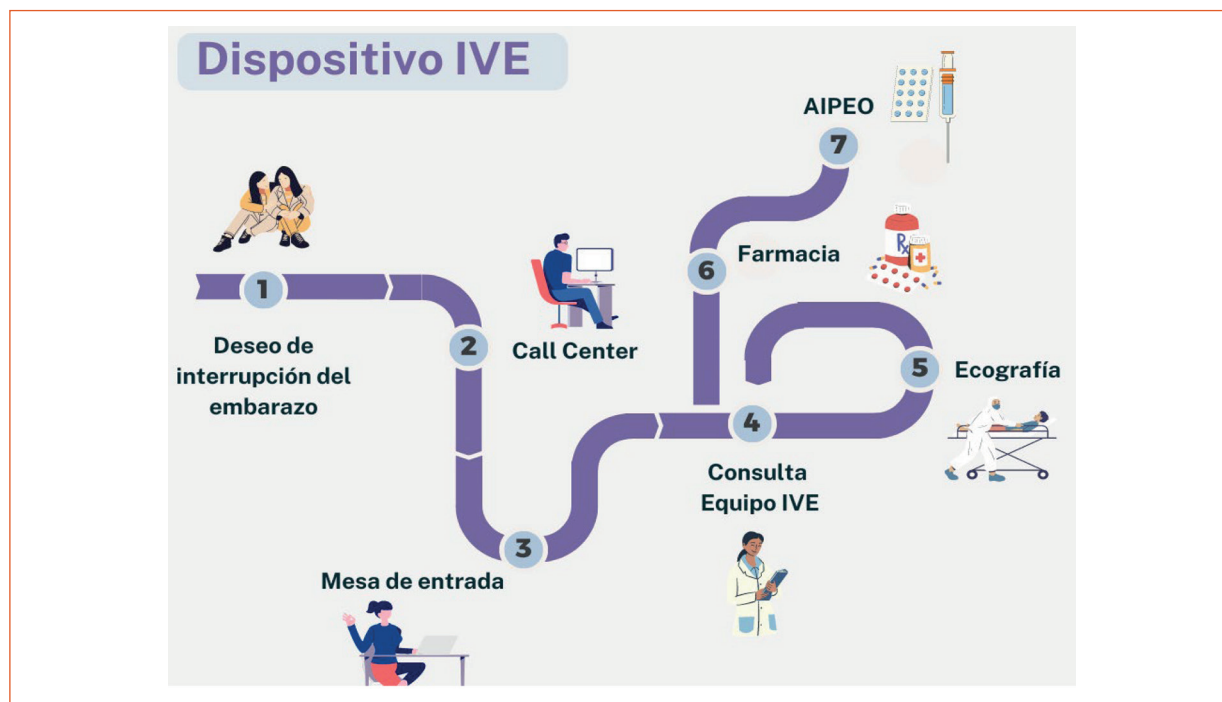 Dispositivo IVE
1
Deseo de
interrupción del
embarazo
2
Call Center
3
Mesa de entrada
4
Consulta
Equipo IVE
5
Ecografía
6
Farmacia
Rx
7
AIPEO